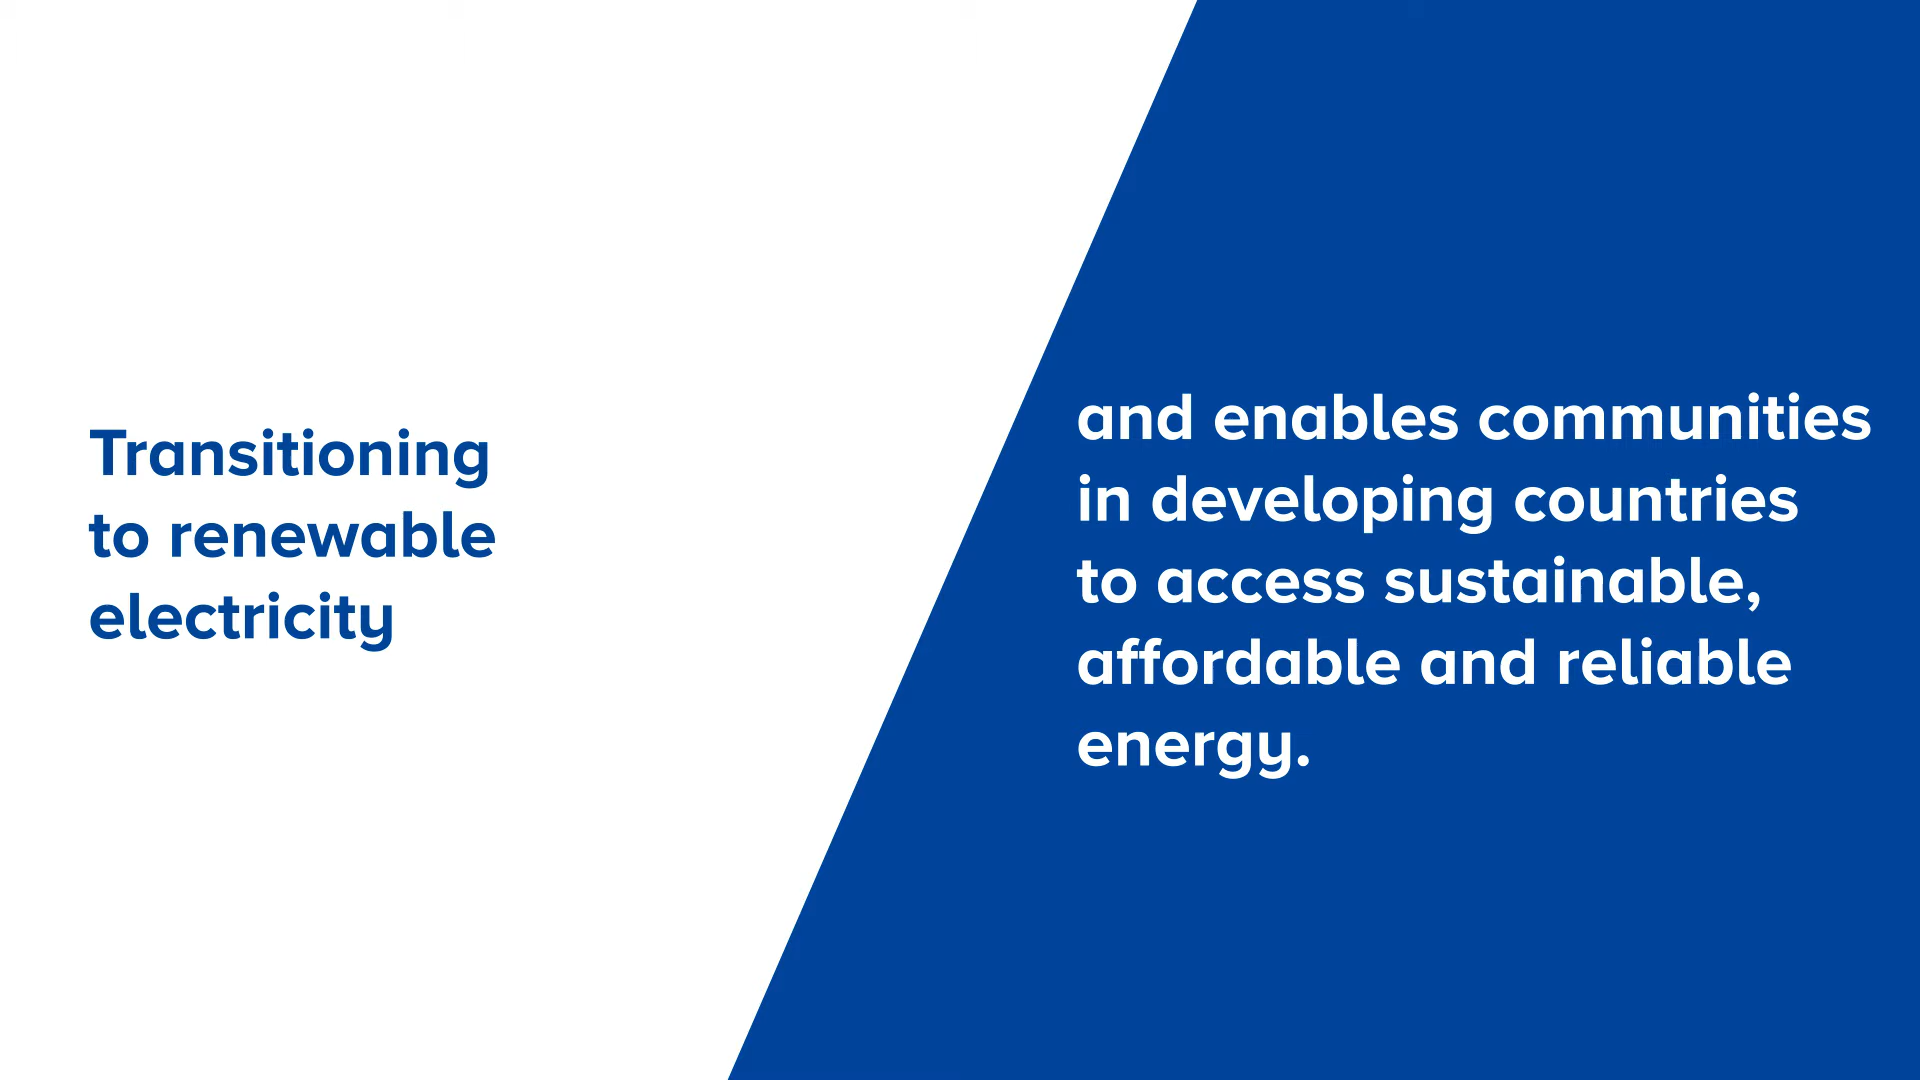 Transitioning
to renewable
electricity
and enables communities
in developing countries
to access sustainable,
affordable and reliable
energy.